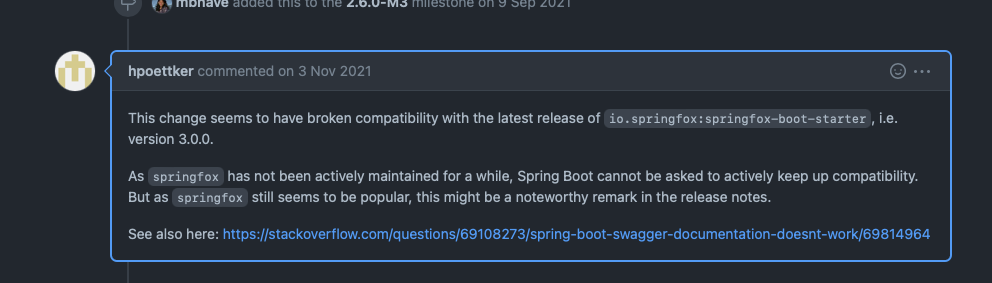 mbhave added this to the 2.6.0-M3 milestone on 9 Sep 2021
hpoettker commented on 3 Nov 2021
This change seems to have broken compatibility with the latest release of io.springfox:springfox-boot-starter, i.e.
version 3.0.0.
As springfox has not been actively maintained for a while, Spring Boot cannot be asked to actively keep up compatibility.
But as springfox still seems to be popular, this might be a noteworthy remark in the release notes.
See also here: https://stackoverflow.com/questions/69108273/spring-boot-swagger-documentation-doesnt-work/69814964